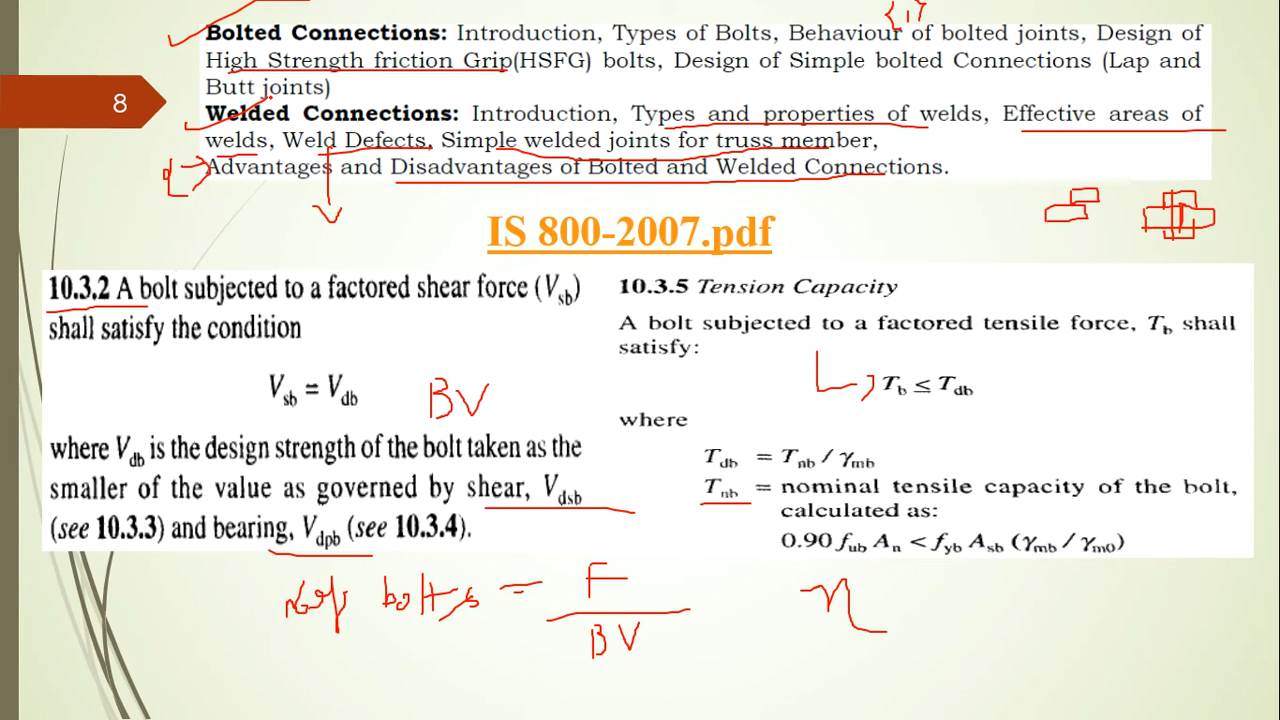 Bolted Connections: Introduction, Types of Bolts, Behaviour of bolted joints, Design of
High Strength friction Grip(HSFG) bolts, Design of Simple bolted Connections (Lap and
Butt joints)
8
Welded Connections: Introduction, Types and properties of welds, Effective areas of
welds, Weld Defects, Simple welded joints for truss member,
Advantages and Disadvantages of Bolted and Welded Connections.
IS 800-2007.pdf
10.3.2 A bolt subjected to a factored shear force (Vsb)
shall satisfy the condition
Vsb = Vdb
BV
where Vdb is the design strength of the bolt taken as the
smaller of the value as governed by shear, Vdsb
(see 10.3.3) and bearing, Vdpb (see 10.3.4).
10.3.5 Tension Capacity
A bolt subjected to a factored tensile force, Tb shall
satisfy:
Tb ≤ Tdb
where
Tdb = Tnb / γmb
Tnb = nominal tensile capacity of the bolt,
calculated as:
0.90 fub An < fyb Asb (γmb / γm0)
bolts = F
BV
η